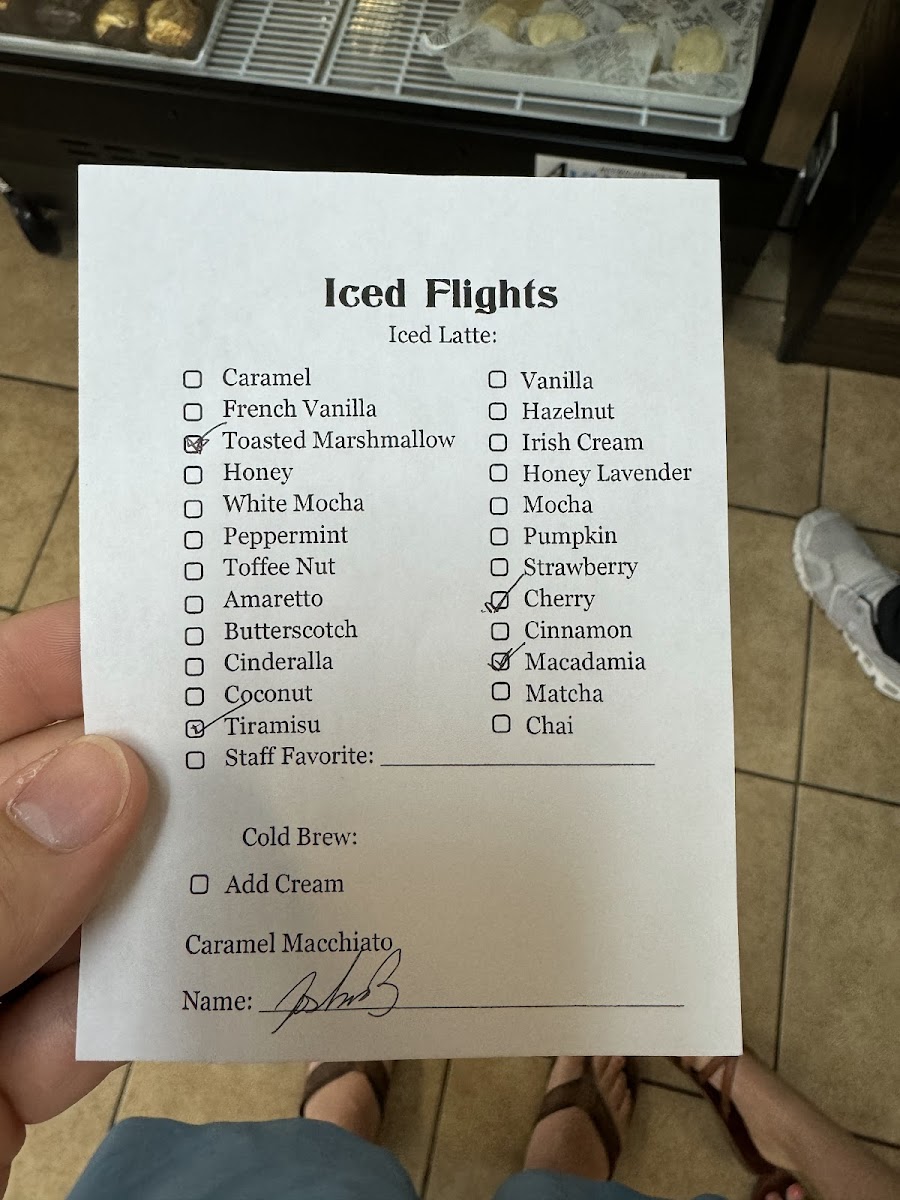 Iced Flights
Iced Latte:
Caramel
French Vanilla
Toasted Marshmallow
Honey
White Mocha
Peppermint
Toffee Nut
Amaretto
Butterscotch
Cinderalla
Coconut
Tiramisu
Staff Favorite:
Vanilla
Hazelnut
Irish Cream
Honey Lavender
Mocha
Pumpkin
Strawberry
Cherry
Cinnamon
Macadamia
Matcha
Chai
Cold Brew:
Add Cream
Caramel Macchiato
Name: Joshua B